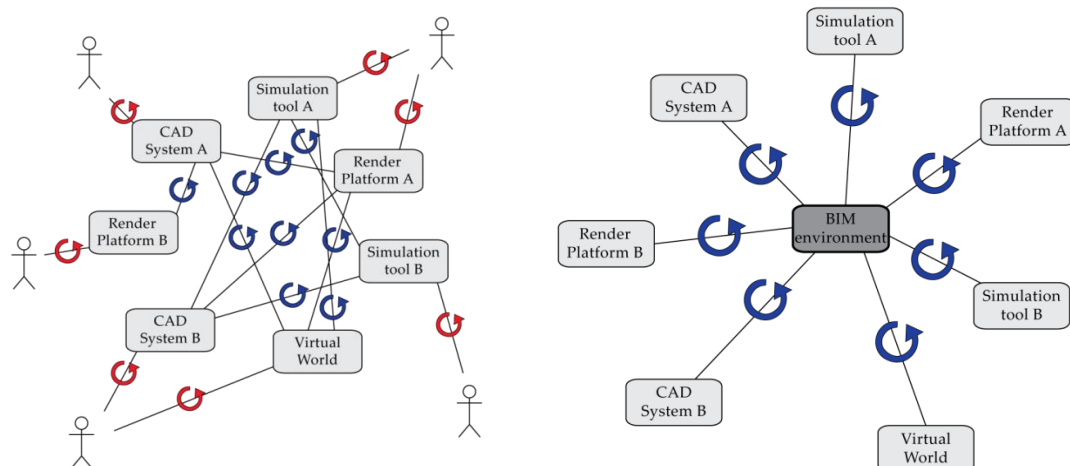 Simulation
tool A
CAD
System A
Render
Platform A
Render
Platform B
Simulation
tool B
CAD
System B
Virtual
World
Simulation
tool A
CAD
System A
Render
Platform A
BIM
environment
Render
Platform B
Simulation
tool B
CAD
System B
Virtual
World